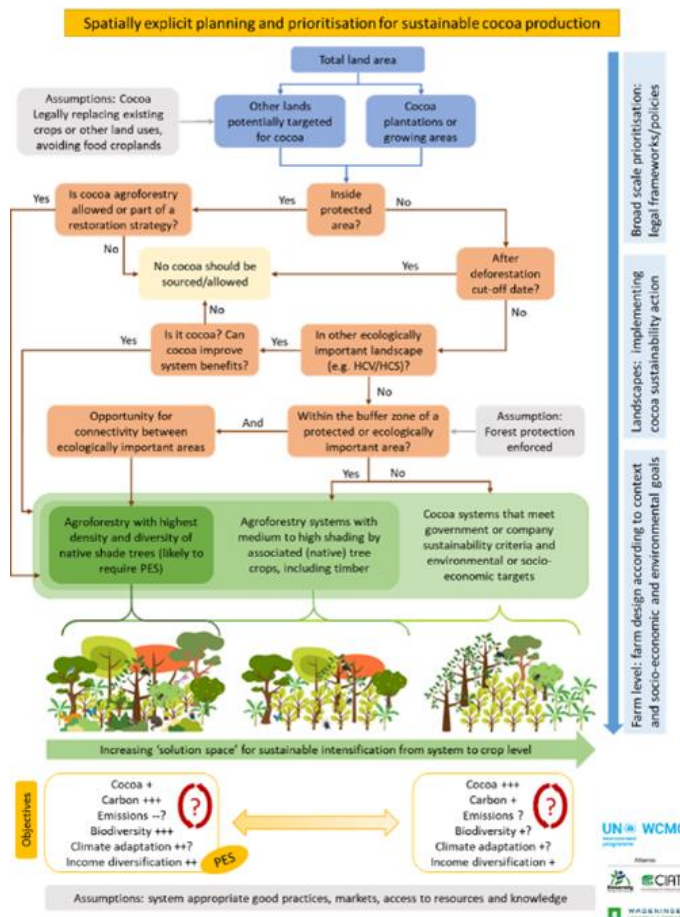 Spatially explicit planning and prioritisation for sustainable cocoa production
Total land area
Assumptions: Cocoa
Legally replacing existing
crops or other land uses,
avoiding food croplands
Other lands
potentially targeted
for cocoa
Cocoa
plantations or
growing areas
Yes
Is cocoa agroforestry
allowed or part of a
restoration strategy?
Yes
Inside
protected
area?
No
No
No cocoa should be
sourced/allowed
Yes
After
deforestation
cut-off date?
No
No
Yes
Is it cocoa? Can
cocoa improve
system benefits?
Yes
In other ecologically
important landscape
(e.g. HCV/HCS)?
No
Opportunity for
connectivity between
ecologically important areas
And
Within the buffer zone of a
protected or ecologically
important area?
Assumption:
Forest protection
enforced
Yes
No
Agroforestry with highest
density and diversity of
native shade trees (likely to
require PES)
Agroforestry systems with
medium to high shading by
associated (native) tree
crops, including timber
Cocoa systems that meet
government or company
sustainability criteria and
environmental or socio-
economic targets
Increasing 'solution space' for sustainable intensification from system to crop level
Objectives
Cocoa +
Carbon +++
Emissions --?
Biodiversity +++
Climate adaptation ++?
Income diversification ++
?
PES
Cocoa +++
Carbon +
Emissions ?
Biodiversity +?
Climate adaptation +?
Income diversification +
?
Assumptions: system appropriate good practices, markets, access to resources and knowledge
Broad scale prioritisation:
legal frameworks/policies
Landscapes: implementing
cocoa sustainability action
Farm level: farm design according to context
and socio-economic and environmental goals
UN WCMC
programme
Alliance
CIAT
WAGENINGEN